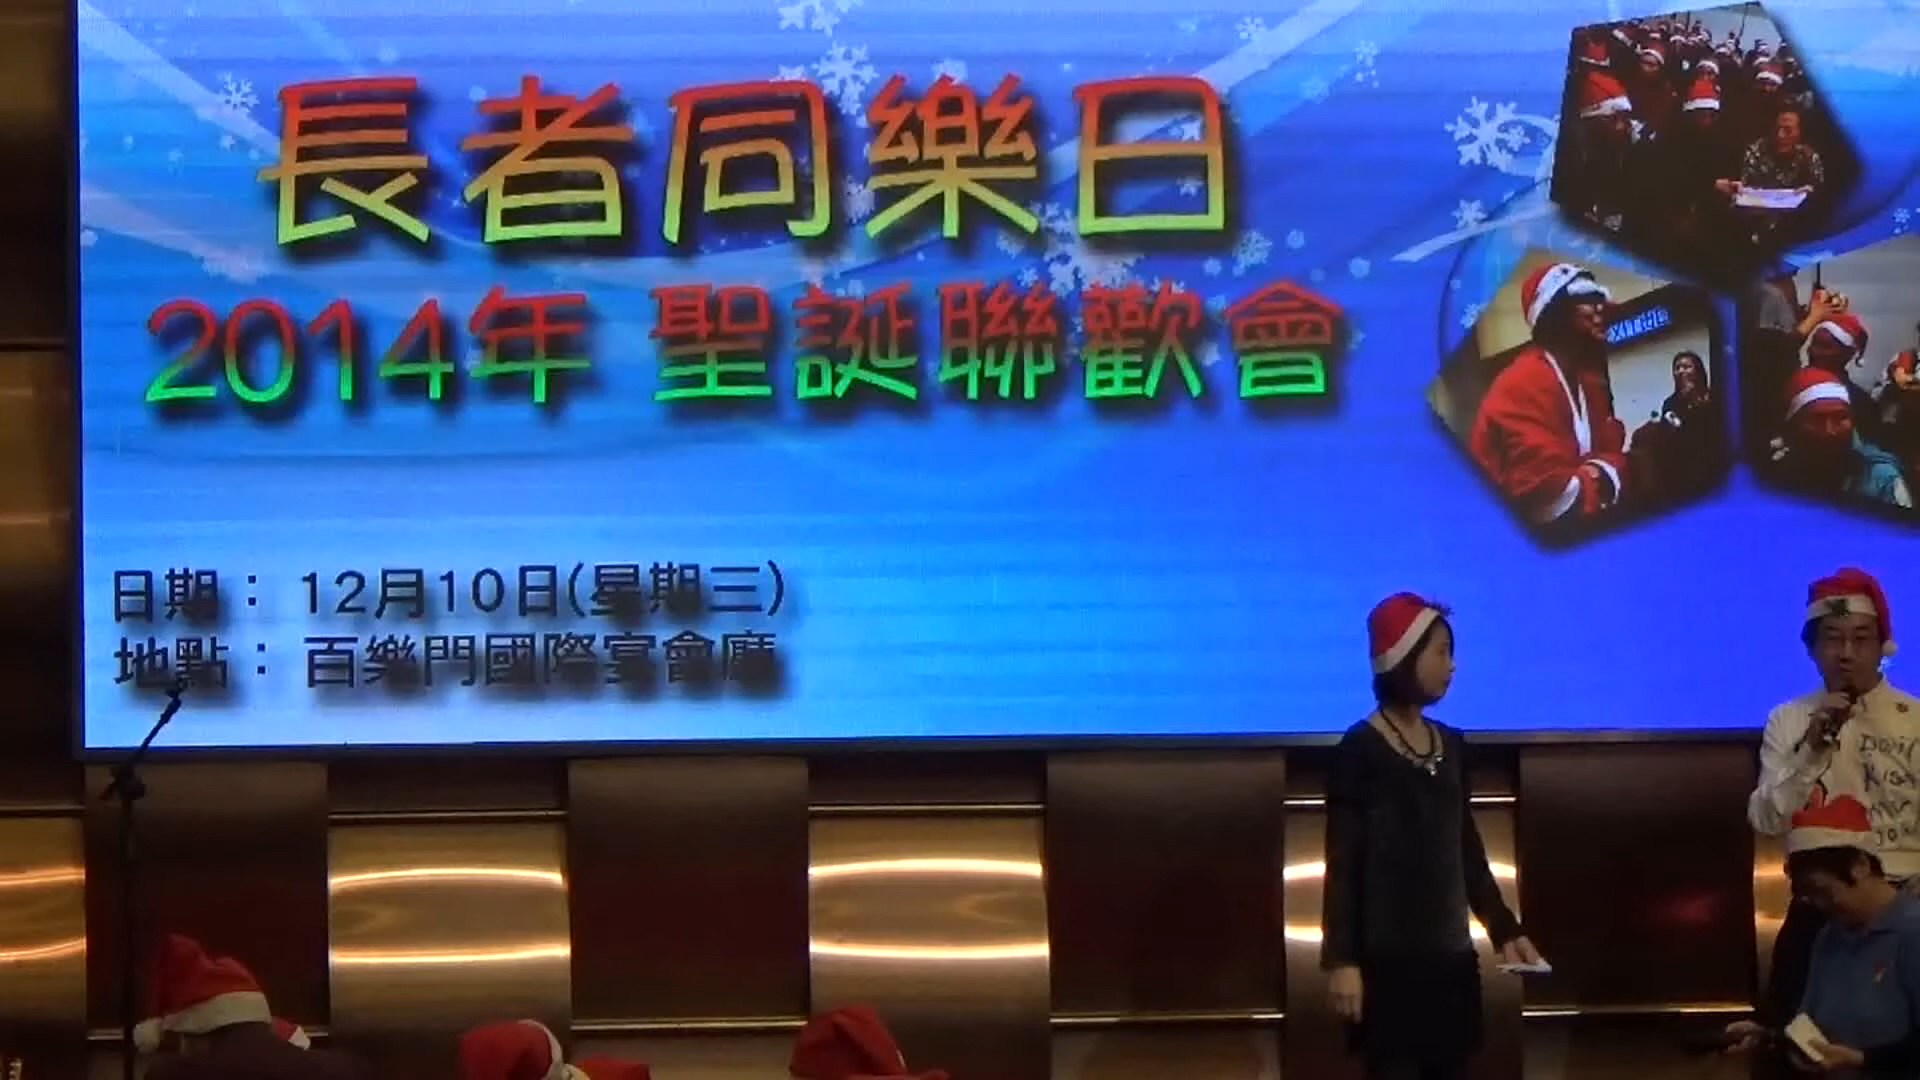 長者同樂日
2014年 聖誕聯歡會
日期： 12月10日(星期三)
地點： 百樂門國際宴會廳